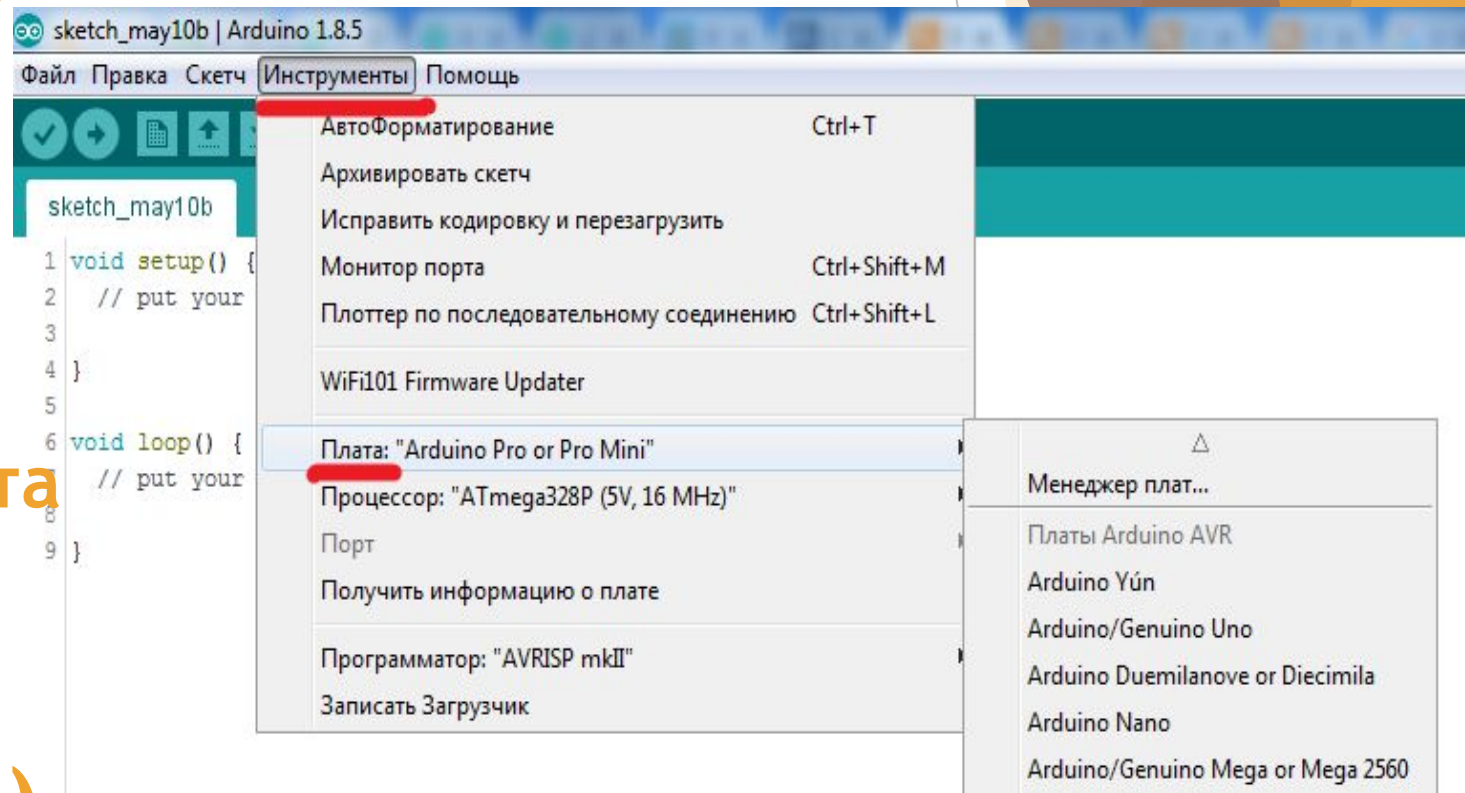 sketch_may10b | Arduino 1.8.5
Файл Правка Скетч Инструменты Помощь
sketch_may10b
1 void setup() {
2 // put your
3
4 }
5
6 void loop() {
// put your
8
9 }
та
)
АвтоФорматирование Ctrl+T
Архивировать скетч
Исправить кодировку и перезагрузить
Монитор порта Ctrl+Shift+M
Плоттер по последовательному соединению Ctrl+Shift+L
WiFi101 Firmware Updater
Плата: "Arduino Pro or Pro Mini"
Процессор: "ATmega328P (5V, 16 MHz)"
Порт
Получить информацию о плате
Программатор: "AVRISP mkII"
Записать Загрузчик
Менеджер плат...
Платы Arduino AVR
Arduino Yún
Arduino/Genuino Uno
Arduino Duemilanove or Diecimila
Arduino Nano
Arduino/Genuino Mega or Mega 2560